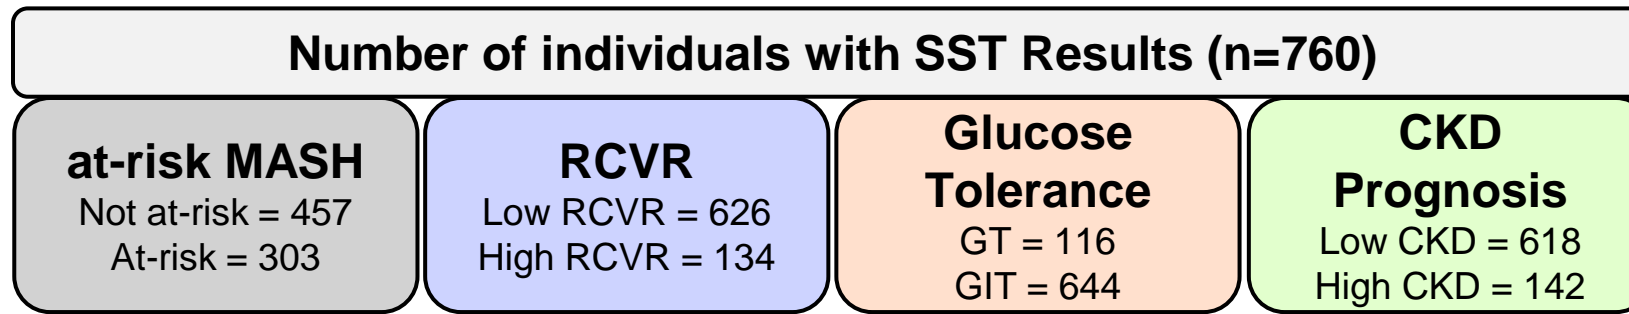 Number of individuals with SST Results (n=760)
at-risk MASH
Not at-risk = 457
At-risk = 303
RCVR
Low RCVR = 626
High RCVR = 134
Glucose
Tolerance
GT = 116
GIT = 644
CKD
Prognosis
Low CKD = 618
High CKD = 142